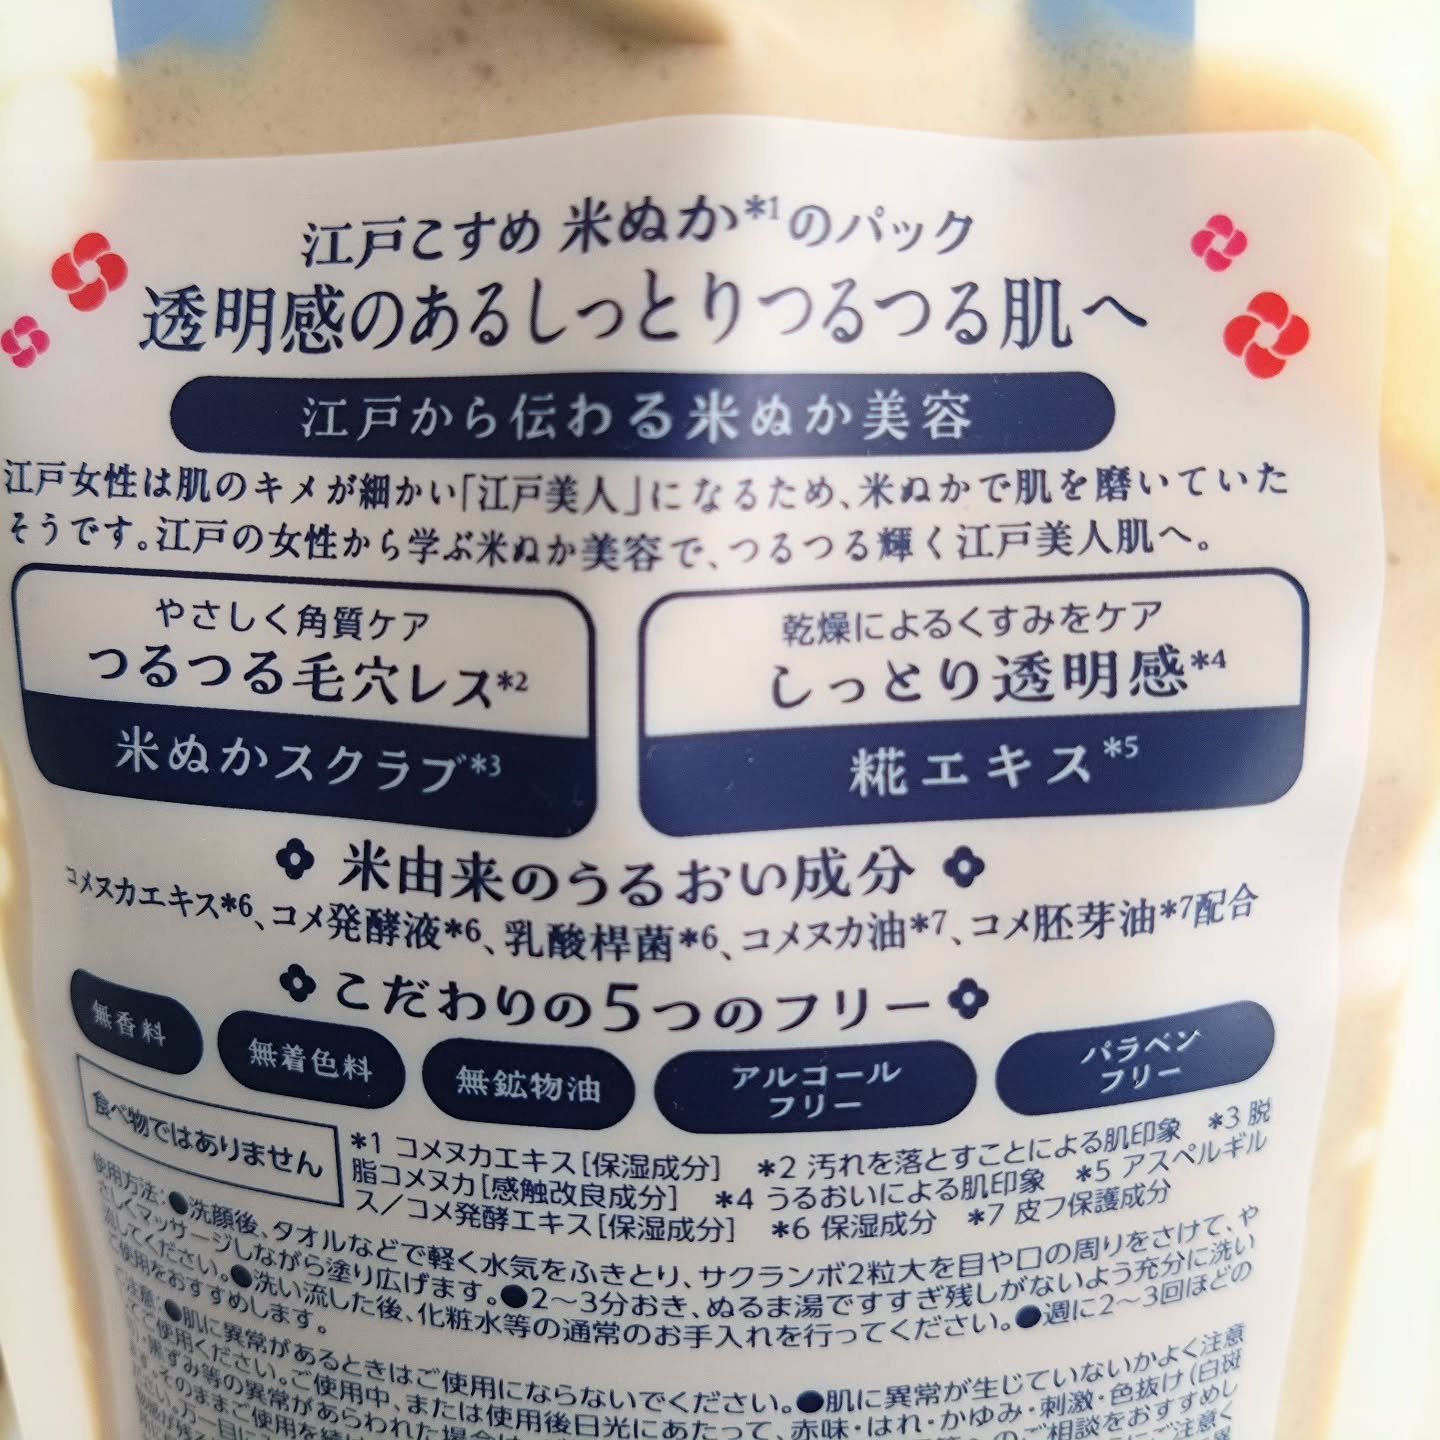 江戸こすめ 米ぬか*1のパック
透明感のあるしっとりつるつる肌へ
江戸から伝わる米ぬか美容
江戸女性は肌のキメが細かい「江戸美人」になるため、米ぬかで肌を磨いていた
そうです。江戸の女性から学ぶ米ぬか美容で、つるつる輝く江戸美人肌へ。
やさしく角質ケア
つるつる毛穴レス*2
米ぬかスクラブ*3
乾燥によるくすみをケア
しっとり透明感*4
糀エキス*5
米由来のうるおい成分
コメヌカエキス*6、コメ発酵液*6、乳酸桿菌*6、コメヌカ油*7、コメ胚芽油*7配合
こだわりの5つのフリー
無香料
無着色料
無鉱物油
アルコール
フリー
パラベン
フリー
食べ物ではありません
*1 コメヌカエキス[保湿成分] *2 汚れを落とすことによる肌印象 *3 脱
脂コメヌカ[感触改良成分] *4 うるおいによる肌印象 *5 アスペルギル
ス/コメ発酵エキス[保湿成分] *6 保湿成分 *7 皮フ保護成分
使用方法:●洗顔後、タオルなどで軽く水気をふきとり、サクランボ2粒大を目や口の周りをさけて、や
さしくマッサージしながら塗り広げます。●2〜3分おき、ぬるま湯ですすぎ残しがないよう充分に洗い
流してください。●洗い流した後、化粧水等の通常のお手入れを行ってください。●週に2〜3回ほどの
ご使用をおすすめします。
ご注意:●肌に異常があるときはご使用にならないでください。●肌に異常が生じていないかよく注意
して使用ください。ご使用中、または使用後日光にあたって、赤味・はれ・かゆみ・刺激・色抜け(白斑
黒ずみ等の異常があらわれた場合は
ご相談をおすすめし
そのままご使用を続け